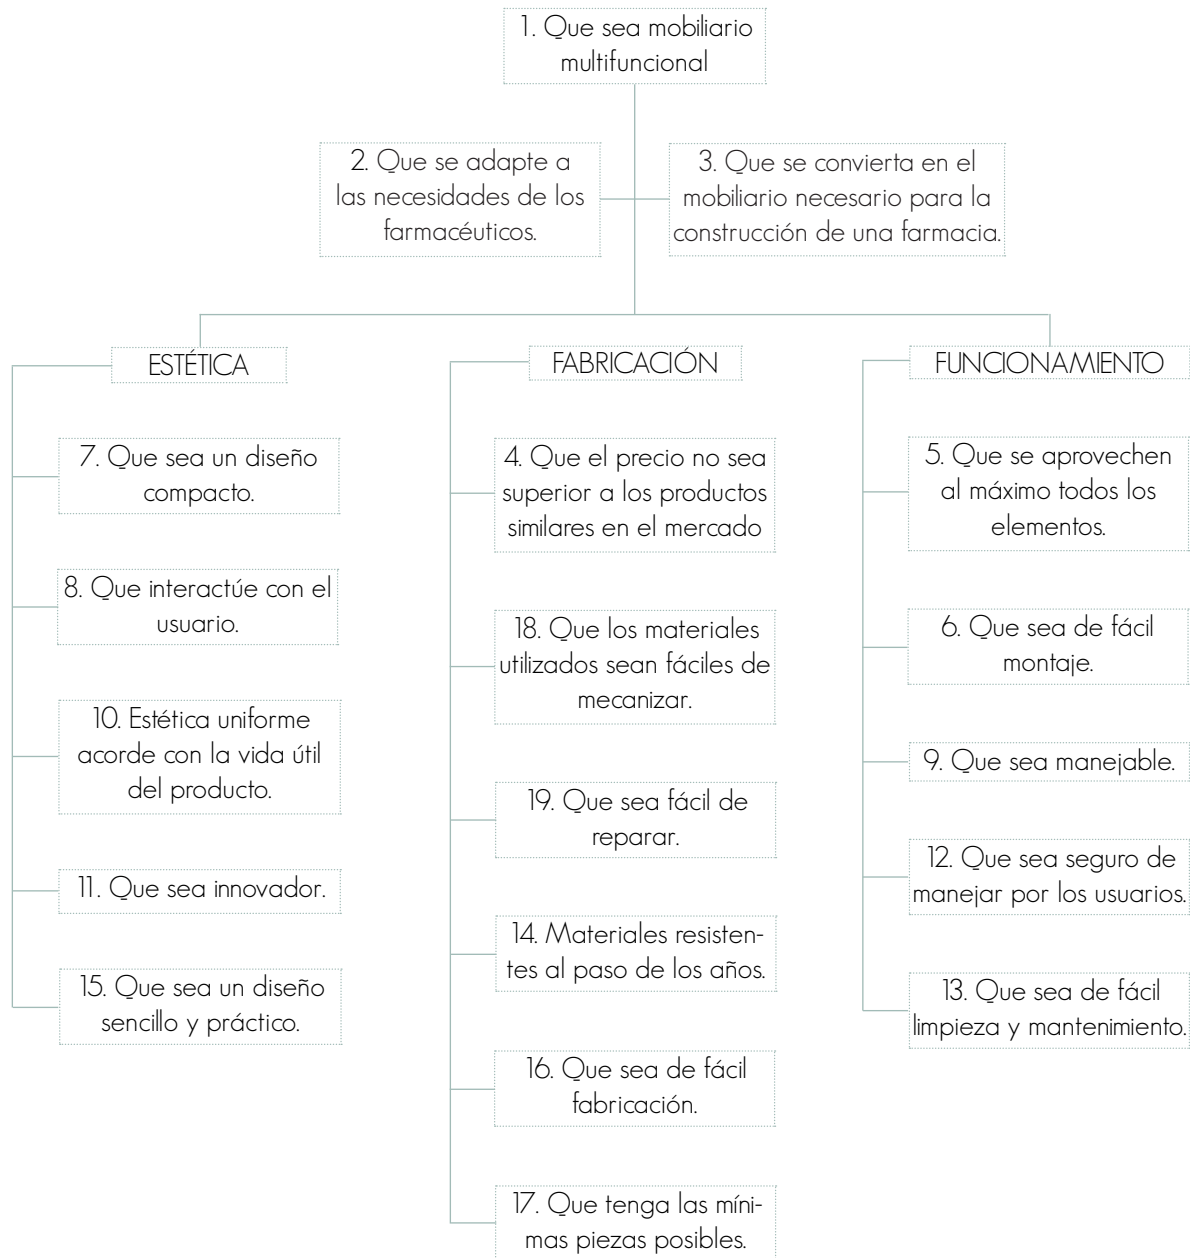 1. Que sea mobiliario
multifuncional
2. Que se adapte a
las necesidades de los
farmacéuticos.
3. Que se convierta en el
mobiliario necesario para la
construcción de una farmacia.
ESTÉTICA
7. Que sea un diseño
compacto.
8. Que interactúe con el
usuario.
10. Estética uniforme
acorde con la vida útil
del producto.
11. Que sea innovador.
15. Que sea un diseño
sencillo y práctico.
FABRICACIÓN
4. Que el precio no sea
superior a los productos
similares en el mercado
18. Que los materiales
utilizados sean fáciles de
mecanizar.
19. Que sea fácil de
reparar.
14. Materiales resisten-
tes al paso de los años.
16. Que sea de fácil
fabricación.
17. Que tenga las míni-
mas piezas posibles.
FUNCIONAMIENTO
5. Que se aprovechen
al máximo todos los
elementos.
6. Que sea de fácil
montaje.
9. Que sea manejable.
12. Que sea seguro de
manejar por los usuarios.
13. Que sea de fácil
limpieza y mantenimiento.